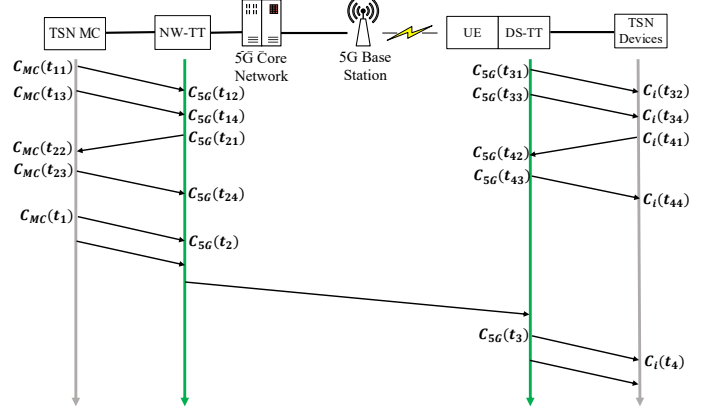 TSN MC
NW-TT
5G Core
Network
5G Base
Station
UE
DS-TT
TSN
Devices
C_MC(t_11)
C_MC(t_13)
C_5G(t_12)
C_5G(t_14)
C_5G(t_21)
C_MC(t_22)
C_MC(t_23)
C_5G(t_24)
C_MC(t_1)
C_5G(t_2)
C_5G(t_31)
C_5G(t_33)
C_i(t_32)
C_i(t_34)
C_i(t_41)
C_5G(t_42)
C_5G(t_43)
C_i(t_44)
C_5G(t_3)
C_i(t_4)